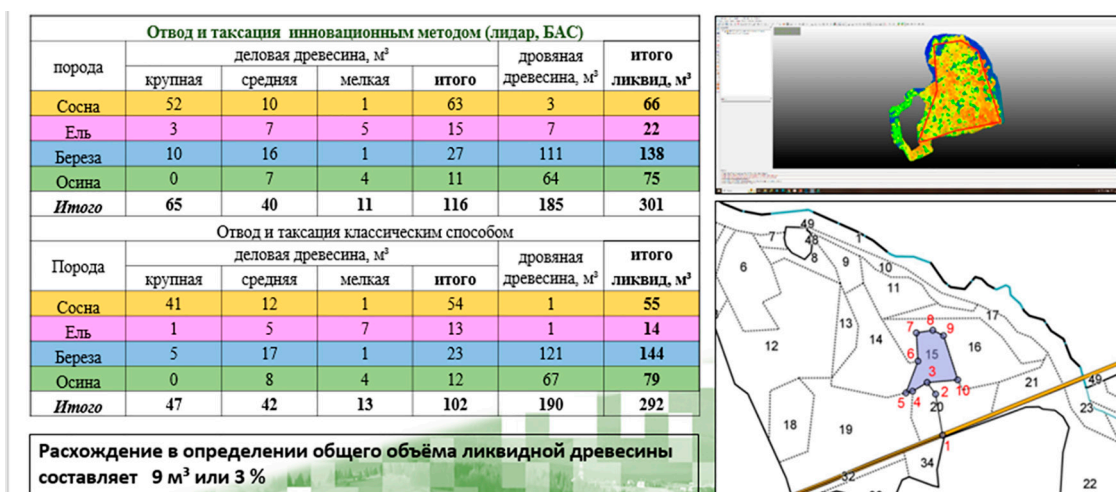 Отвод и таксация инновационным методом (лидар, БАС)
порода деловая древесина, м³ дровяная древесина, м³ итого ликвид, м³
крупная средняя мелкая итого
Сосна 52 10 1 63 3 66
Ель 3 7 5 15 7 22
Береза 10 16 1 27 111 138
Осина 0 7 4 11 64 75
Итого 65 40 11 116 185 301
Отвод и таксация классическим способом
Порода деловая древесина, м³ дровяная древесина, м³ итого ликвид, м³
крупная средняя мелкая итого
Сосна 41 12 1 54 1 55
Ель 1 5 7 13 1 14
Береза 5 17 1 23 121 144
Осина 0 8 4 12 67 79
Итого 47 42 13 102 190 292
Расхождение в определении общего объёма ликвидной древесины
составляет 9 м³ или 3 %
49
7 48 1
6 8 9 10
11
17
13 7 8 9
12 14 15 16
6
3 21
5 4 2 10 49
20 23
18 19
1
34
32
22